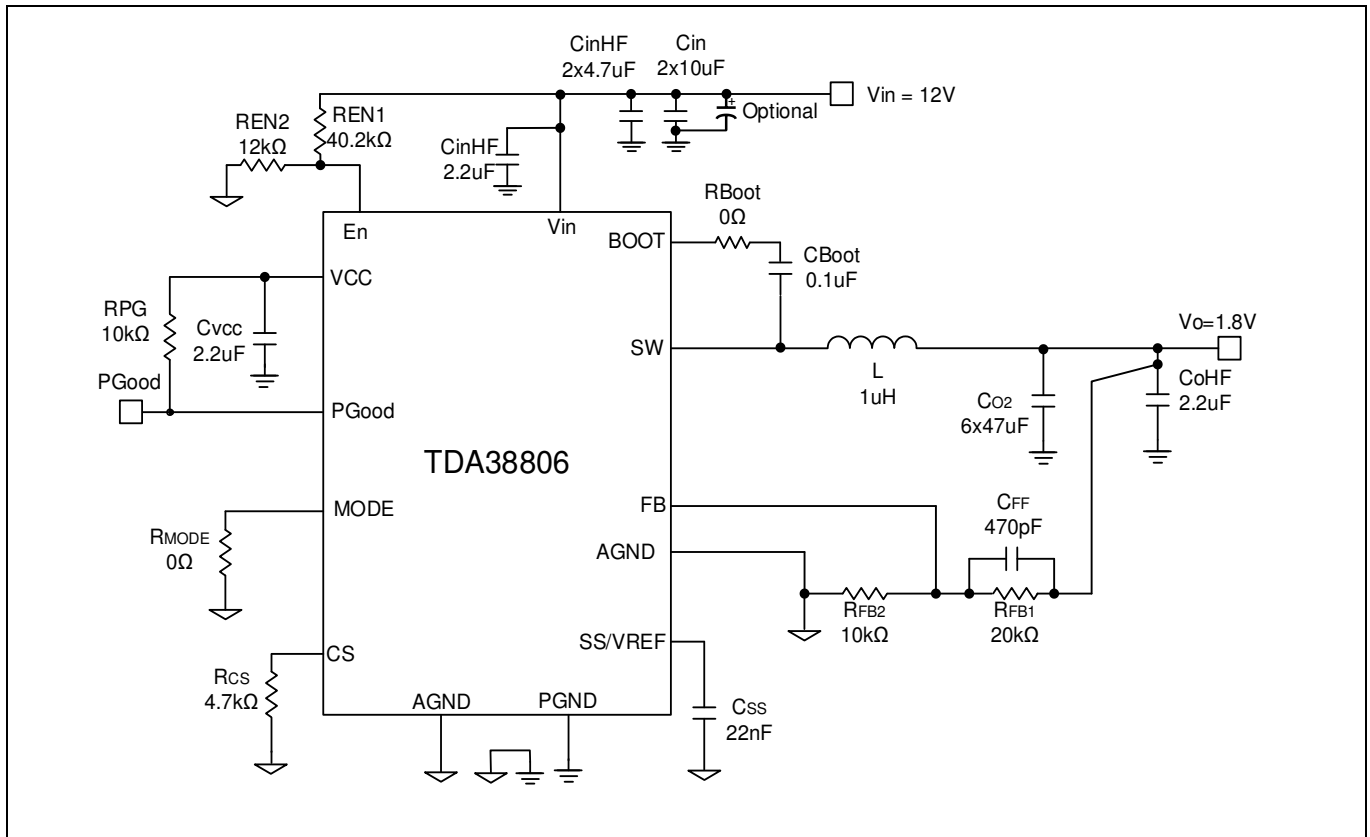 CinHF
2x4.7uF
Cin
2x10uF
Vin = 12V
+
Optional
REN1
40.2kΩ
REN2
12kΩ
CinHF
2.2uF
RBoot
0Ω
En
Vin
BOOT
CBoot
0.1uF
VCC
RPG
10kΩ
Cvcc
2.2uF
Vo=1.8V
SW
L
1uH
CoHF
2.2uF
PGood
PGood
CO2
6x47uF
TDA38806
MODE
RMODE
0Ω
FB
CFF
470pF
AGND
RFB2
10kΩ
RFB1
20kΩ
SS/VREF
CS
RCS
4.7kΩ
AGND
PGND
CSS
22nF